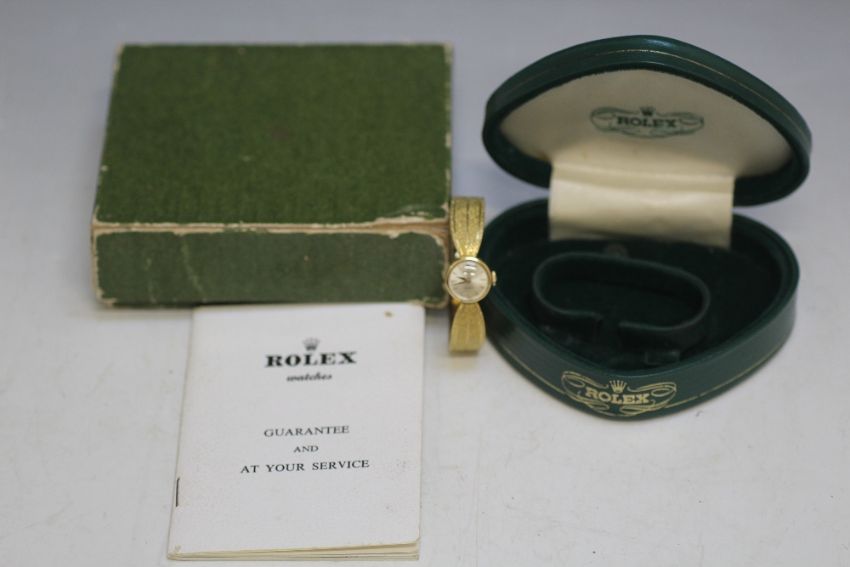 ROLEX
ROLEX
ROLEX
watches
GUARANTEE
AND
AT YOUR SERVICE